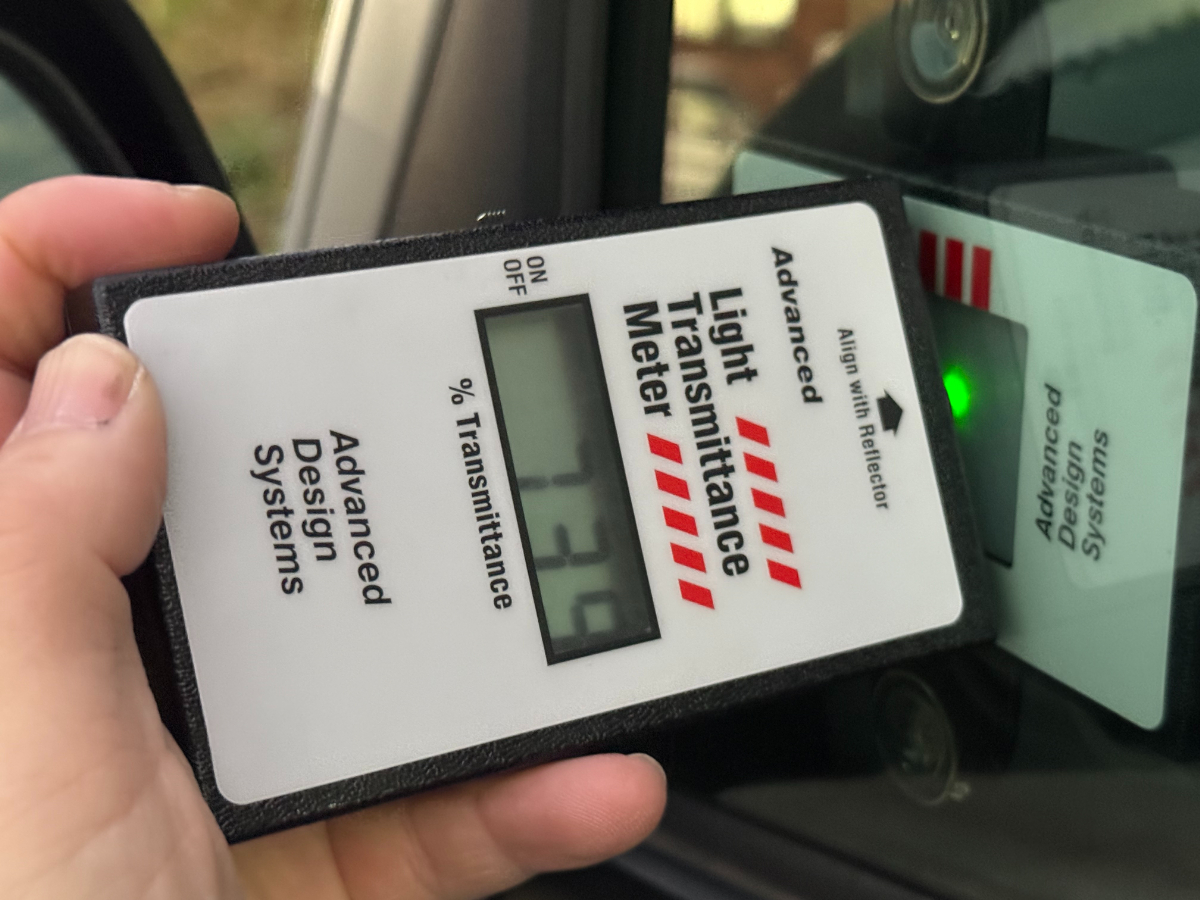 Align with Reflector
Advanced
Light
Transmittance
Meter
ON
OFF
% Transmittance
Advanced
Design
Systems
Advanced
Design
Systems